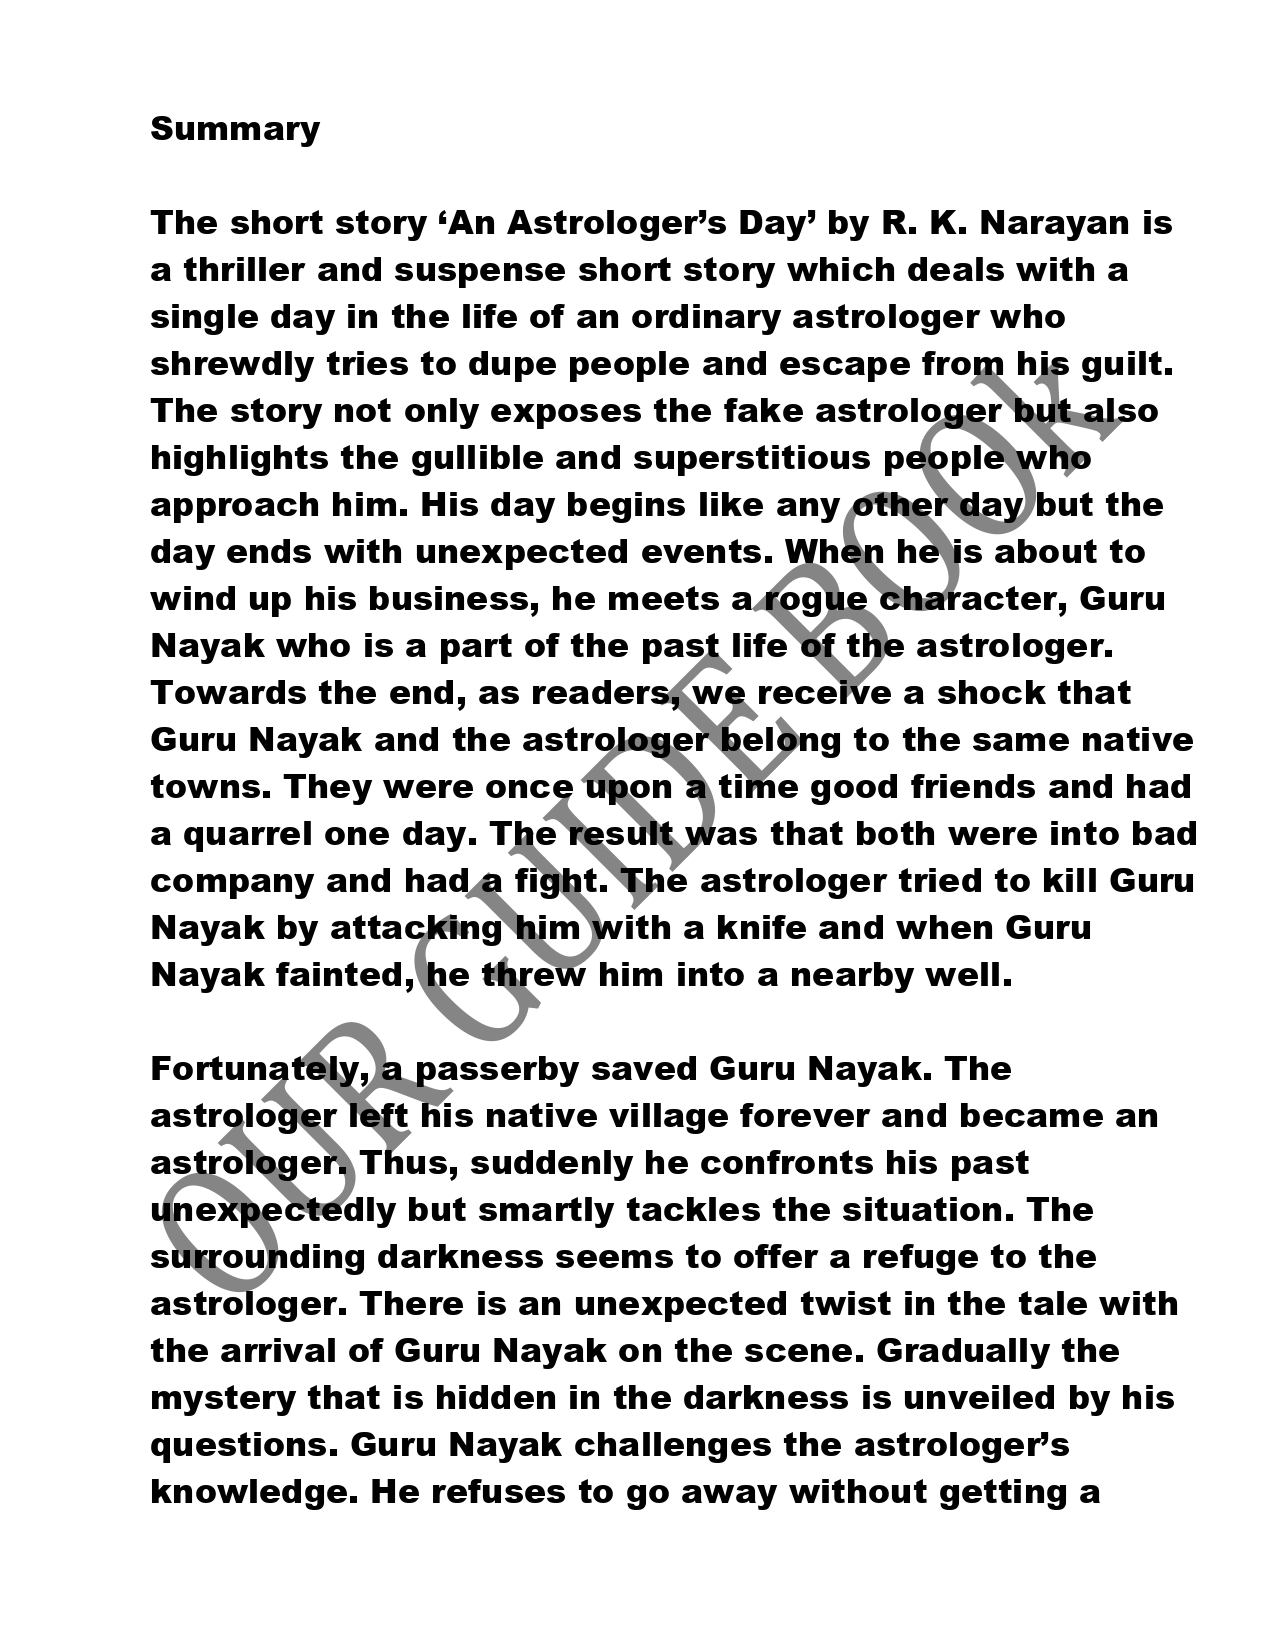 Summary
The short story ‘An Astrologer’s Day’ by R. K. Narayan is
a thriller and suspense short story which deals with a
single day in the life of an ordinary astrologer who
shrewdly tries to dupe people and escape from his guilt.
The story not only exposes the fake astrologer but also
highlights the gullible and superstitious people who
approach him. His day begins like any other day but the
day ends with unexpected events. When he is about to
wind up his business, he meets a rogue character, Guru
Nayak who is a part of the past life of the astrologer.
Towards the end, as readers, we receive a shock that
Guru Nayak and the astrologer belong to the same native
towns. They were once upon a time good friends and had
a quarrel one day. The result was that both were into bad
company and had a fight. The astrologer tried to kill Guru
Nayak by attacking him with a knife and when Guru
Nayak fainted, he threw him into a nearby well.
Fortunately, a passerby saved Guru Nayak. The
astrologer left his native village forever and became an
astrologer. Thus, suddenly he confronts his past
unexpectedly but smartly tackles the situation. The
surrounding darkness seems to offer a refuge to the
astrologer. There is an unexpected twist in the tale with
the arrival of Guru Nayak on the scene. Gradually the
mystery that is hidden in the darkness is unveiled by his
questions. Guru Nayak challenges the astrologer’s
knowledge. He refuses to go away without getting a
OUR GUIDE BOOk